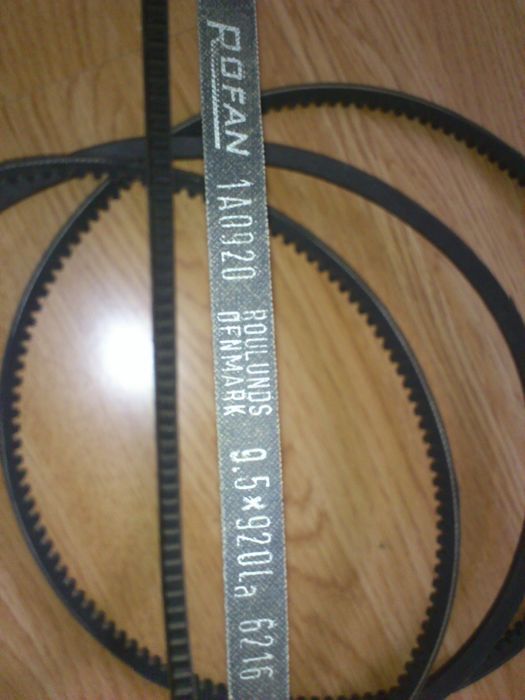 ROFAN 1A0920 ROULUNDS
DENMARK 9.5×920La 6216